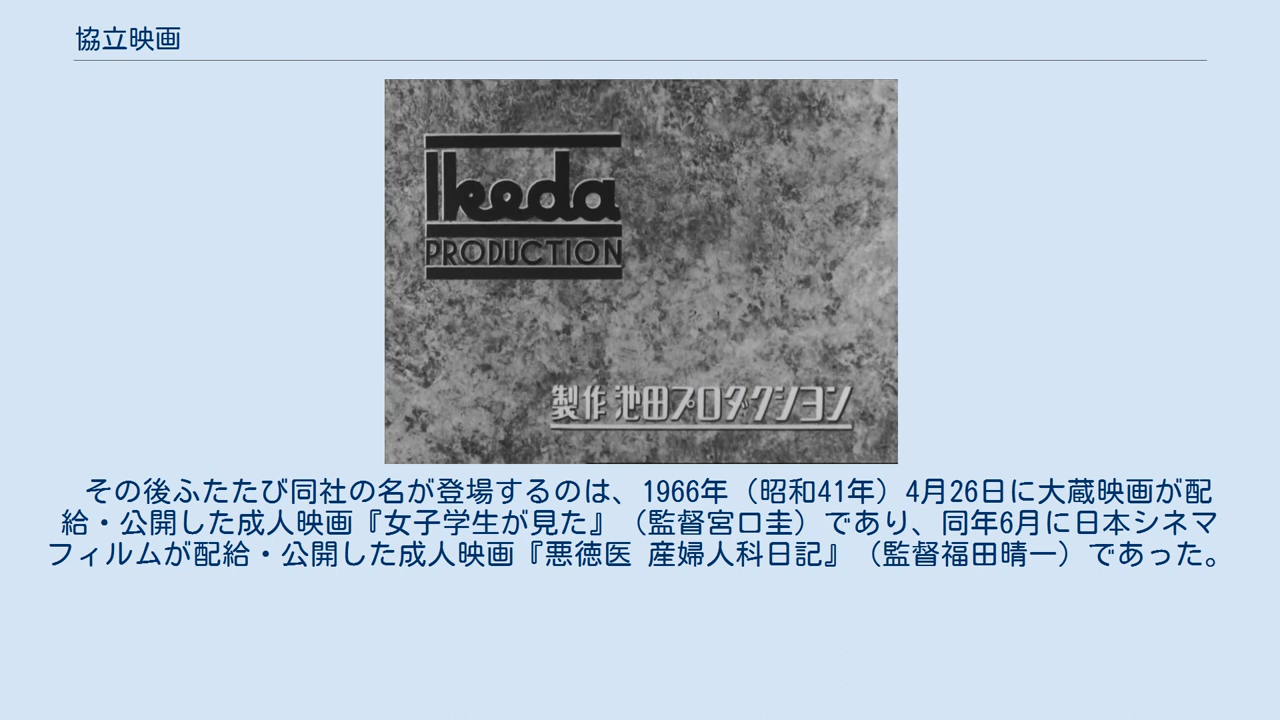 協立映画
Ikeda
PRODUCTION
製作 池田プロダクション
その後ふたたび同社の名が登場するのは、1966年（昭和41年）4月26日に大蔵映画が配
給・公開した成人映画『女子学生が見た』（監督宮口圭）であり、同年6月に日本シネマ
フィルムが配給・公開した成人映画『悪徳医 産婦人科日記』（監督福田晴一）であった。